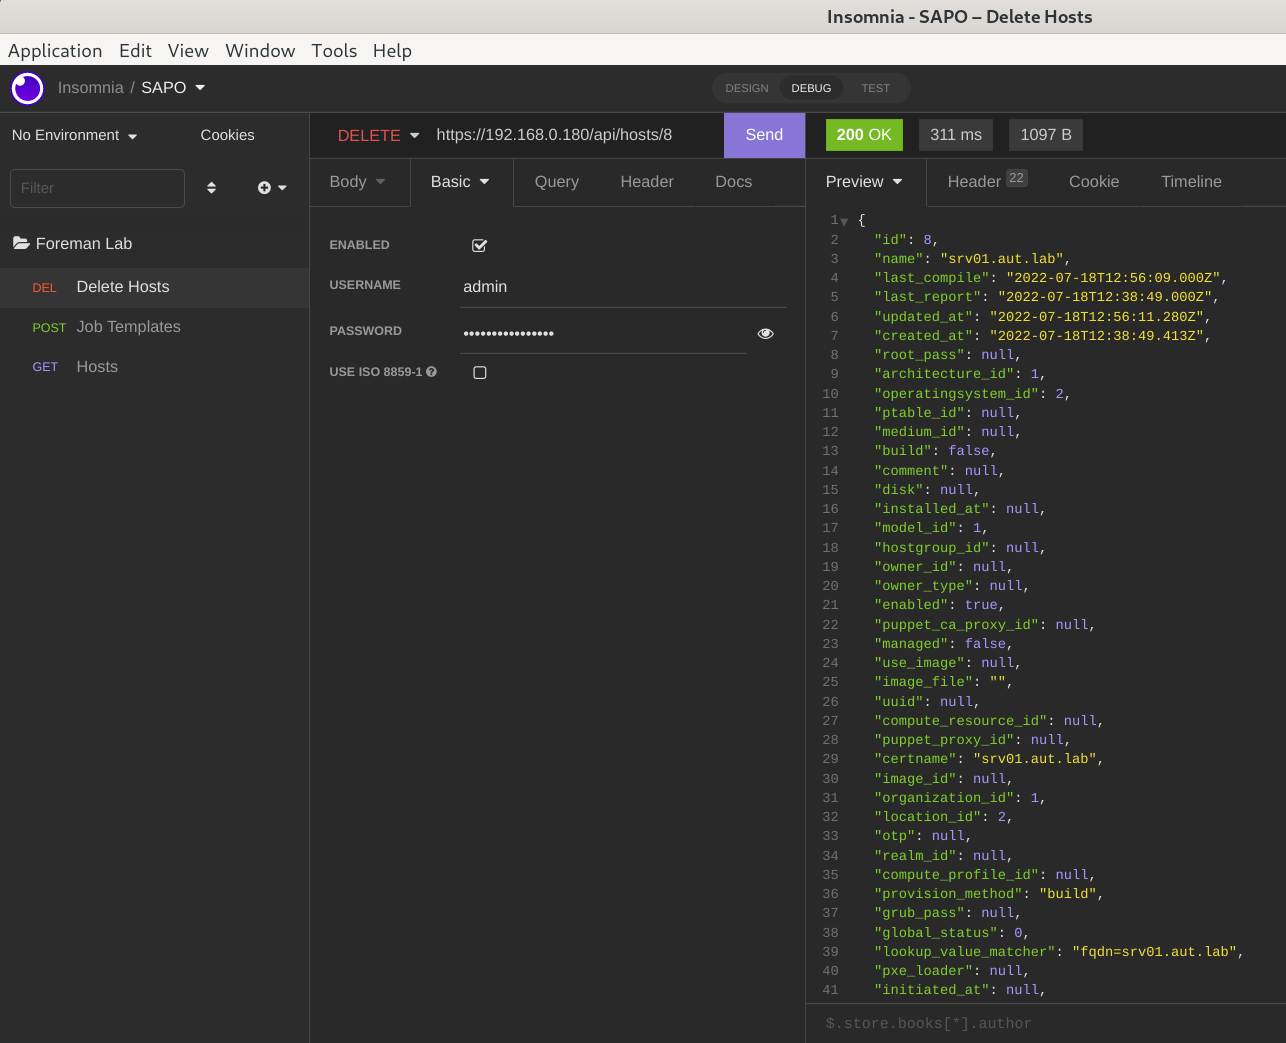 Insomnia - SAPO – Delete Hosts
Application Edit View Window Tools Help
Insomnia / SAPO
DESIGN DEBUG TEST
No Environment Cookies
Filter
Foreman Lab
DEL Delete Hosts
POST Job Templates
GET Hosts
DELETE https://192.168.0.180/api/hosts/8 Send
Body Basic Query Header Docs
ENABLED
USERNAME admin
PASSWORD ••••••••••••••••
USE ISO 8859-1
200 OK 311 ms 1097 B
Preview Header 22 Cookie Timeline
1 {
2 "id": 8,
3 "name": "srv01.aut.lab",
4 "last_compile": "2022-07-18T12:56:09.000Z",
5 "last_report": "2022-07-18T12:38:49.000Z",
6 "updated_at": "2022-07-18T12:56:11.280Z",
7 "created_at": "2022-07-18T12:38:49.413Z",
8 "root_pass": null,
9 "architecture_id": 1,
10 "operatingsystem_id": 2,
11 "ptable_id": null,
12 "medium_id": null,
13 "build": false,
14 "comment": null,
15 "disk": null,
16 "installed_at": null,
17 "model_id": 1,
18 "hostgroup_id": null,
19 "owner_id": null,
20 "owner_type": null,
21 "enabled": true,
22 "puppet_ca_proxy_id": null,
23 "managed": false,
24 "use_image": null,
25 "image_file": "",
26 "uuid": null,
27 "compute_resource_id": null,
28 "puppet_proxy_id": null,
29 "certname": "srv01.aut.lab",
30 "image_id": null,
31 "organization_id": 1,
32 "location_id": 2,
33 "otp": null,
34 "realm_id": null,
35 "compute_profile_id": null,
36 "provision_method": "build",
37 "grub_pass": null,
38 "global_status": 0,
39 "lookup_value_matcher": "fqdn=srv01.aut.lab",
40 "pxe_loader": null,
41 "initiated_at": null,
$.store.books[*].author